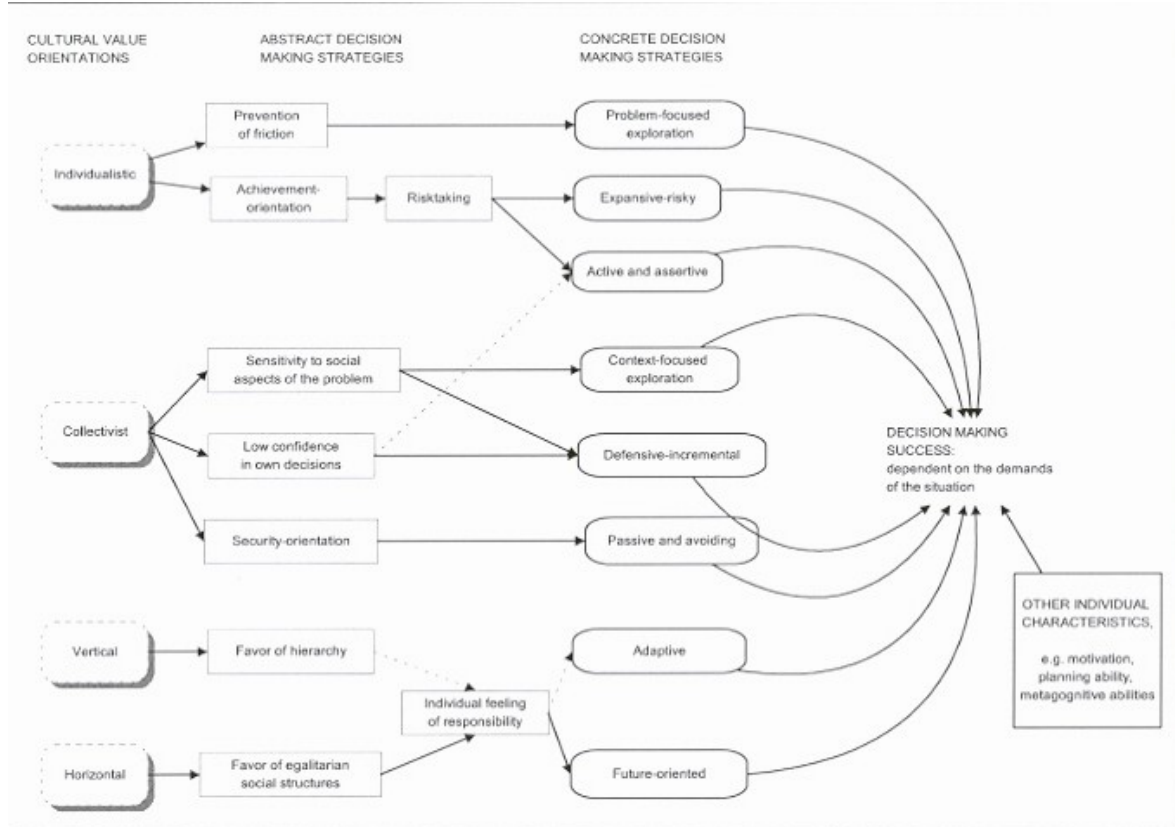 CULTURAL VALUE
ORIENTATIONS
ABSTRACT DECISION
MAKING STRATEGIES
CONCRETE DECISION
MAKING STRATEGIES
Prevention
of friction
Problem-focused
exploration
Individualistic
Achievement-
orientation
Risktaking
Expansive-risky
Active and assertive
Sensitivity to social
aspects of the problem
Context-focused
exploration
Collectivist
Low confidence
in own decisions
Defensive-incremental
DECISION MAKING
SUCCESS:
dependent on the demands
of the situation
Security-orientation
Passive and avoiding
OTHER INDIVIDUAL
CHARACTERISTICS,
e.g. motivation,
planning ability,
metagognitive abilities
Vertical
Favor of hierarchy
Adaptive
Individual feeling
of responsibility
Horizontal
Favor of egalitarian
social structures
Future-oriented